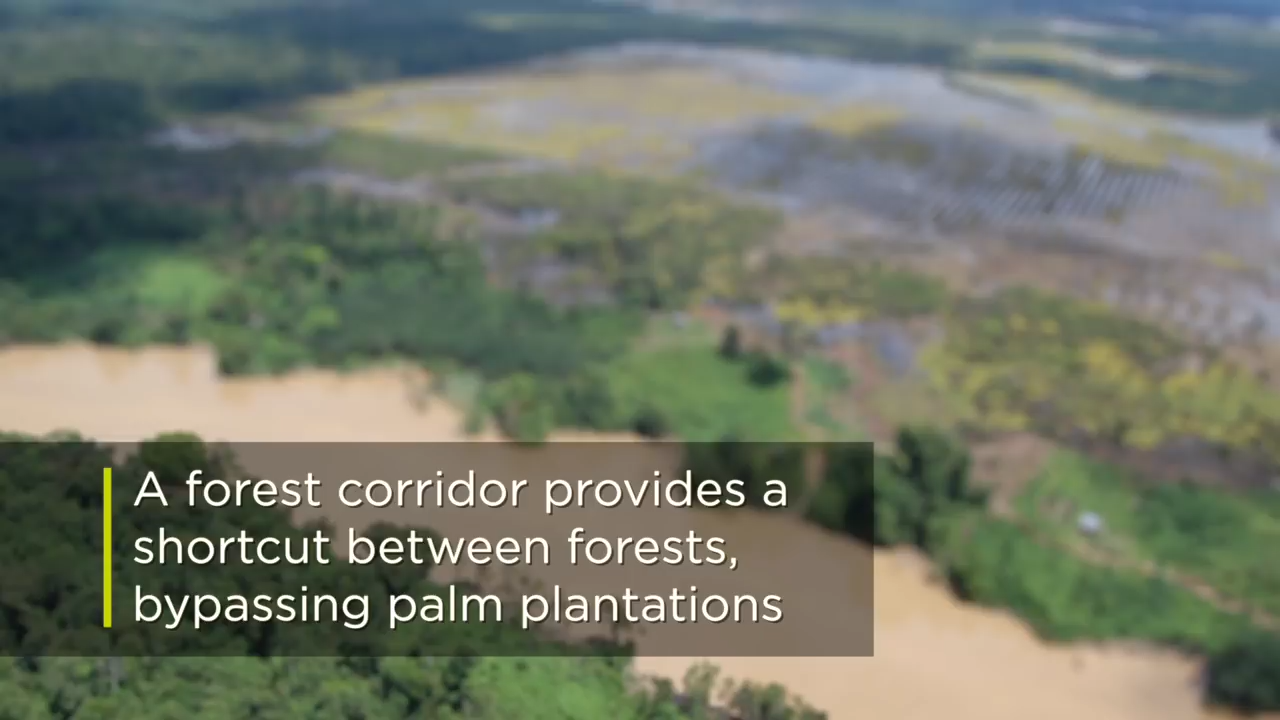 A forest corridor provides a
shortcut between forests,
bypassing palm plantations